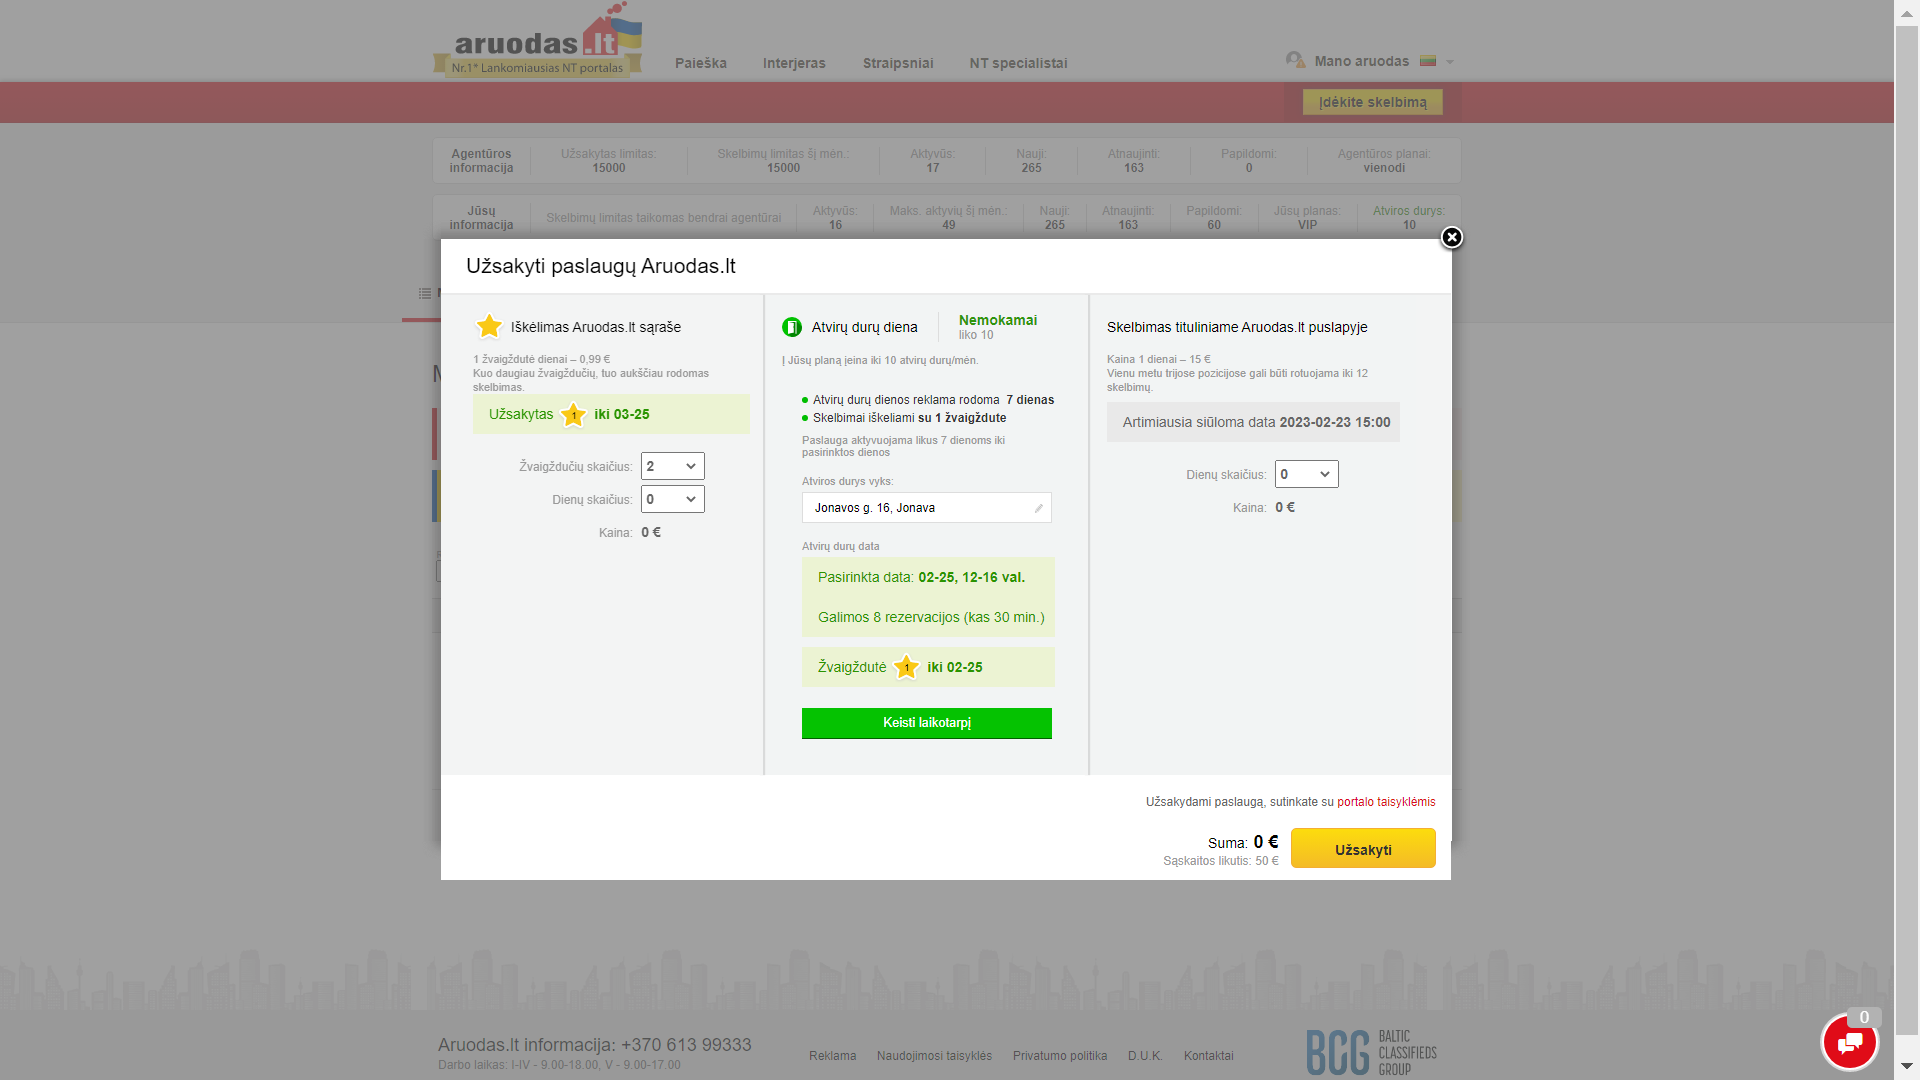 aruodas.lt
Nr.1* Lankomiausias NT portalas
Paieška
Interjeras
Straipsniai
NT specialistai
Mano aruodas
Įdėkite skelbimą
Agentūros informacija
Užsakytas limitas: 15000
Skelbimų limitas šį mėn.: 15000
Aktyvūs: 17
Nauji: 265
Atnaujinti: 163
Papildomi: 0
Agentūros planai: vienodi
Jūsų informacija
Skelbimų limitas taikomas bendrai agentūrai
Aktyvūs: 16
Maks. aktyvių šį mėn.: 49
Nauji: 265
Atnaujinti: 163
Papildomi: 60
Jūsų planas: VIP
Atviros durys: 10
Užsakyti paslaugų Aruodas.lt
Iškėlimas Aruodas.lt sąraše
1 žvaigždutė dienai – 0,99 €
Kuo daugiau žvaigždučių, tuo aukščiau rodomas
skelbimas.
Užsakytas 1 iki 03-25
Žvaigždučių skaičius: 2
Dienų skaičius: 0
Kaina: 0 €
Atvirų durų diena
Nemokamai
liko 10
Į Jūsų planą įeina iki 10 atvirų durų/mėn.
Atvirų durų dienos reklama rodoma 7 dienas
Skelbimai iškeliami su 1 žvaigždute
Paslauga aktyvuojama likus 7 dienoms iki
pasirinktos dienos
Atviros durys vyks:
Jonavos g. 16, Jonava
Atvirų durų data
Pasirinkta data: 02-25, 12-16 val.
Galimos 8 rezervacijos (kas 30 min.)
Žvaigždutė 1 iki 02-25
Keisti laikotarpį
Skelbimas tituliniame Aruodas.lt puslapyje
Kaina 1 dienai – 15 €
Vienu metu trijose pozicijose gali būti rotuojama iki 12
skelbimų.
Artimiausia siūloma data 2023-02-23 15:00
Dienų skaičius: 0
Kaina: 0 €
Užsakydami paslaugą, sutinkate su portalo taisyklėmis
Suma: 0 €
Sąskaitos likutis: 50 €
Užsakyti
Aruodas.lt informacija: +370 613 99333
Darbo laikas: I-IV - 9.00-18.00, V - 9.00-17.00
Reklama
Naudojimosi taisyklės
Privatumo politika
D.U.K.
Kontaktai
BCG BALTIC
CLASSIFIEDS
GROUP
0